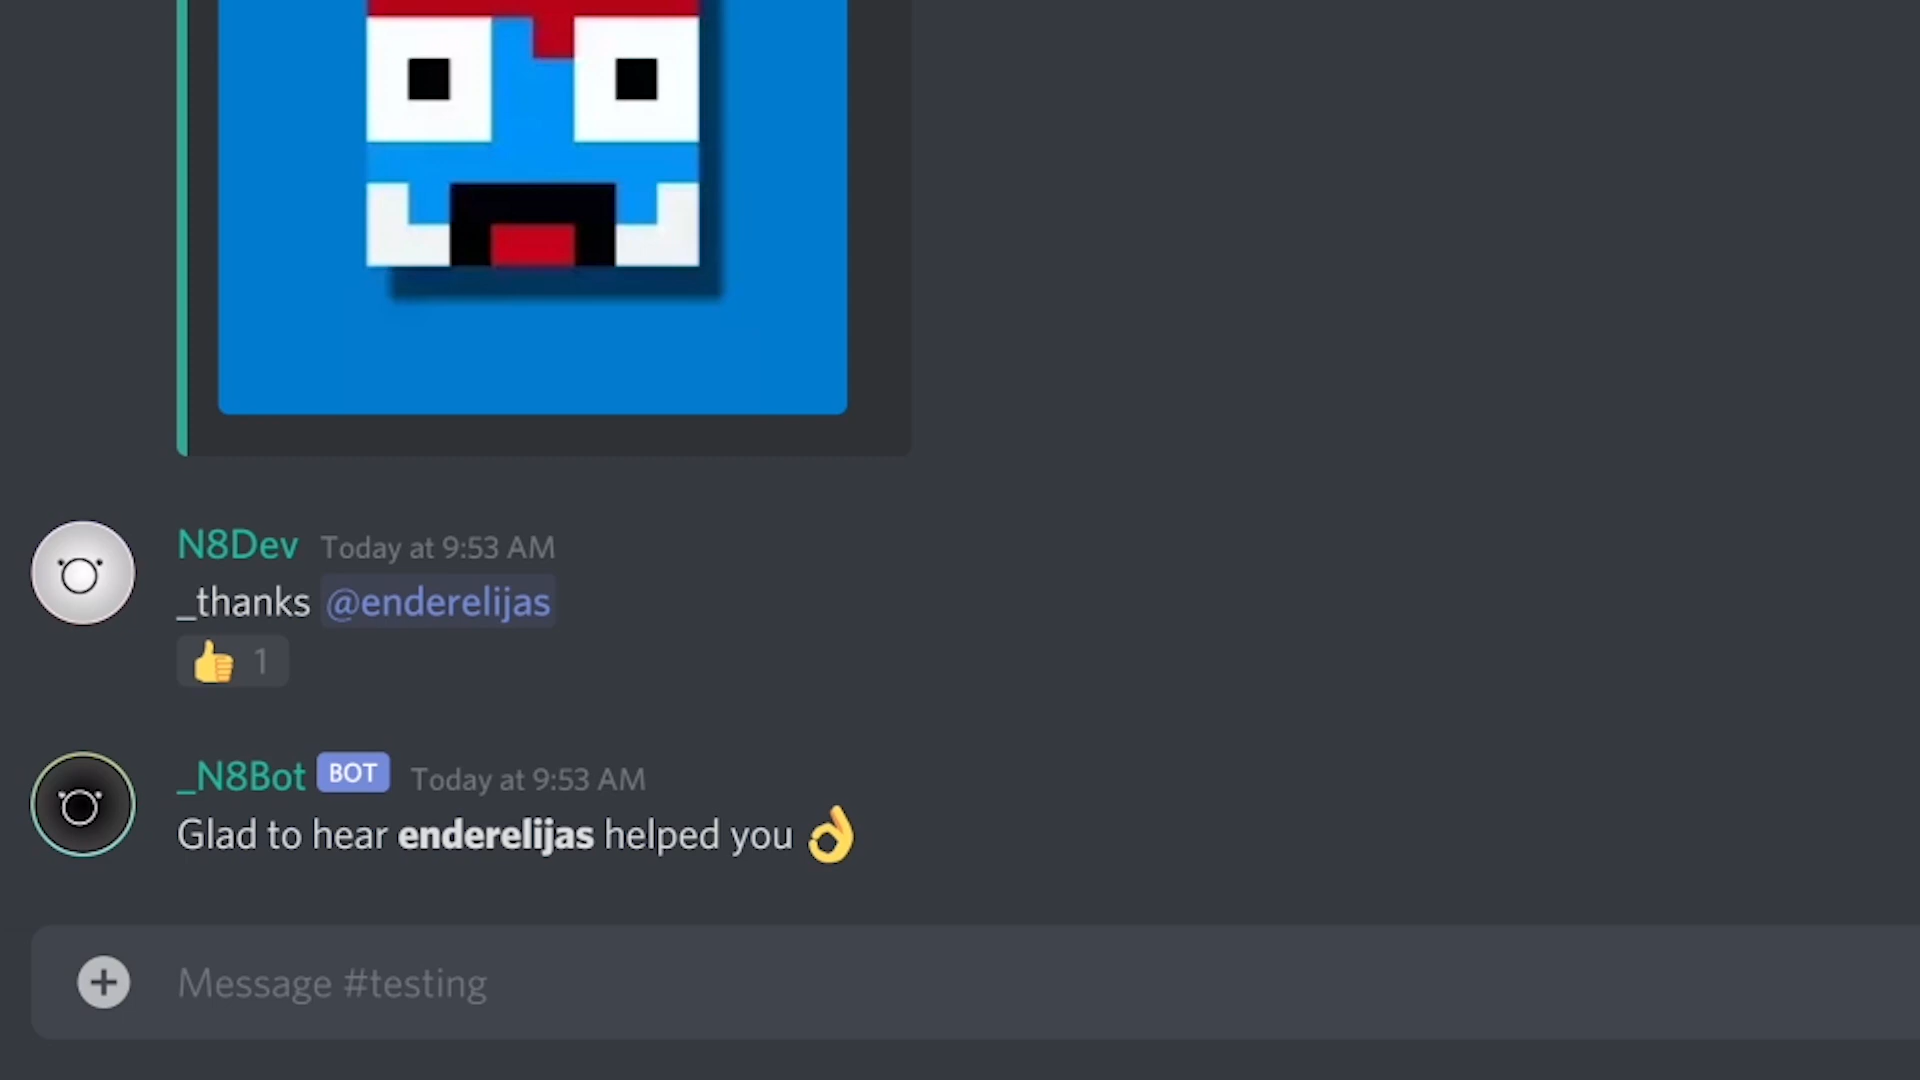 N8Dev Today at 9:53 AM
_thanks @enderelijas
👍 1
_N8Bot BOT Today at 9:53 AM
Glad to hear enderelijas helped you 👌
Message #testing